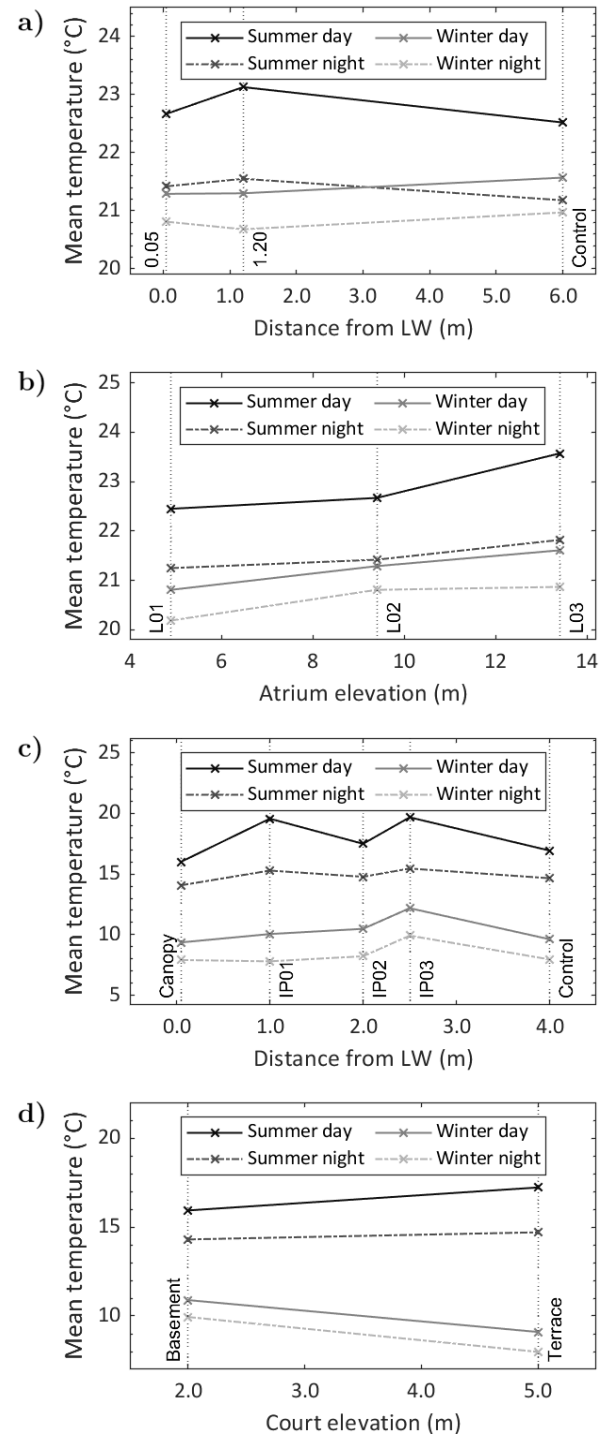 a)
Mean temperature (°C)
24
23
22
21
20
Summer day
Winter day
Summer night
Winter night
0.05
1.20
Control
0.0 1.0 2.0 3.0 4.0 5.0 6.0
Distance from LW (m)
b)
Mean temperature (°C)
25
24
23
22
21
20
Summer day
Winter day
Summer night
Winter night
L01
L02
L03
4 6 8 10 12 14
Atrium elevation (m)
c)
Mean temperature (°C)
25
20
15
10
5
Summer day
Winter day
Summer night
Winter night
Canopy
IP01
IP02
IP03
Control
0.0 1.0 2.0 3.0 4.0
Distance from LW (m)
d)
Mean temperature (°C)
20
15
10
Summer day
Winter day
Summer night
Winter night
Basement
Terrace
2.0 3.0 4.0 5.0
Court elevation (m)